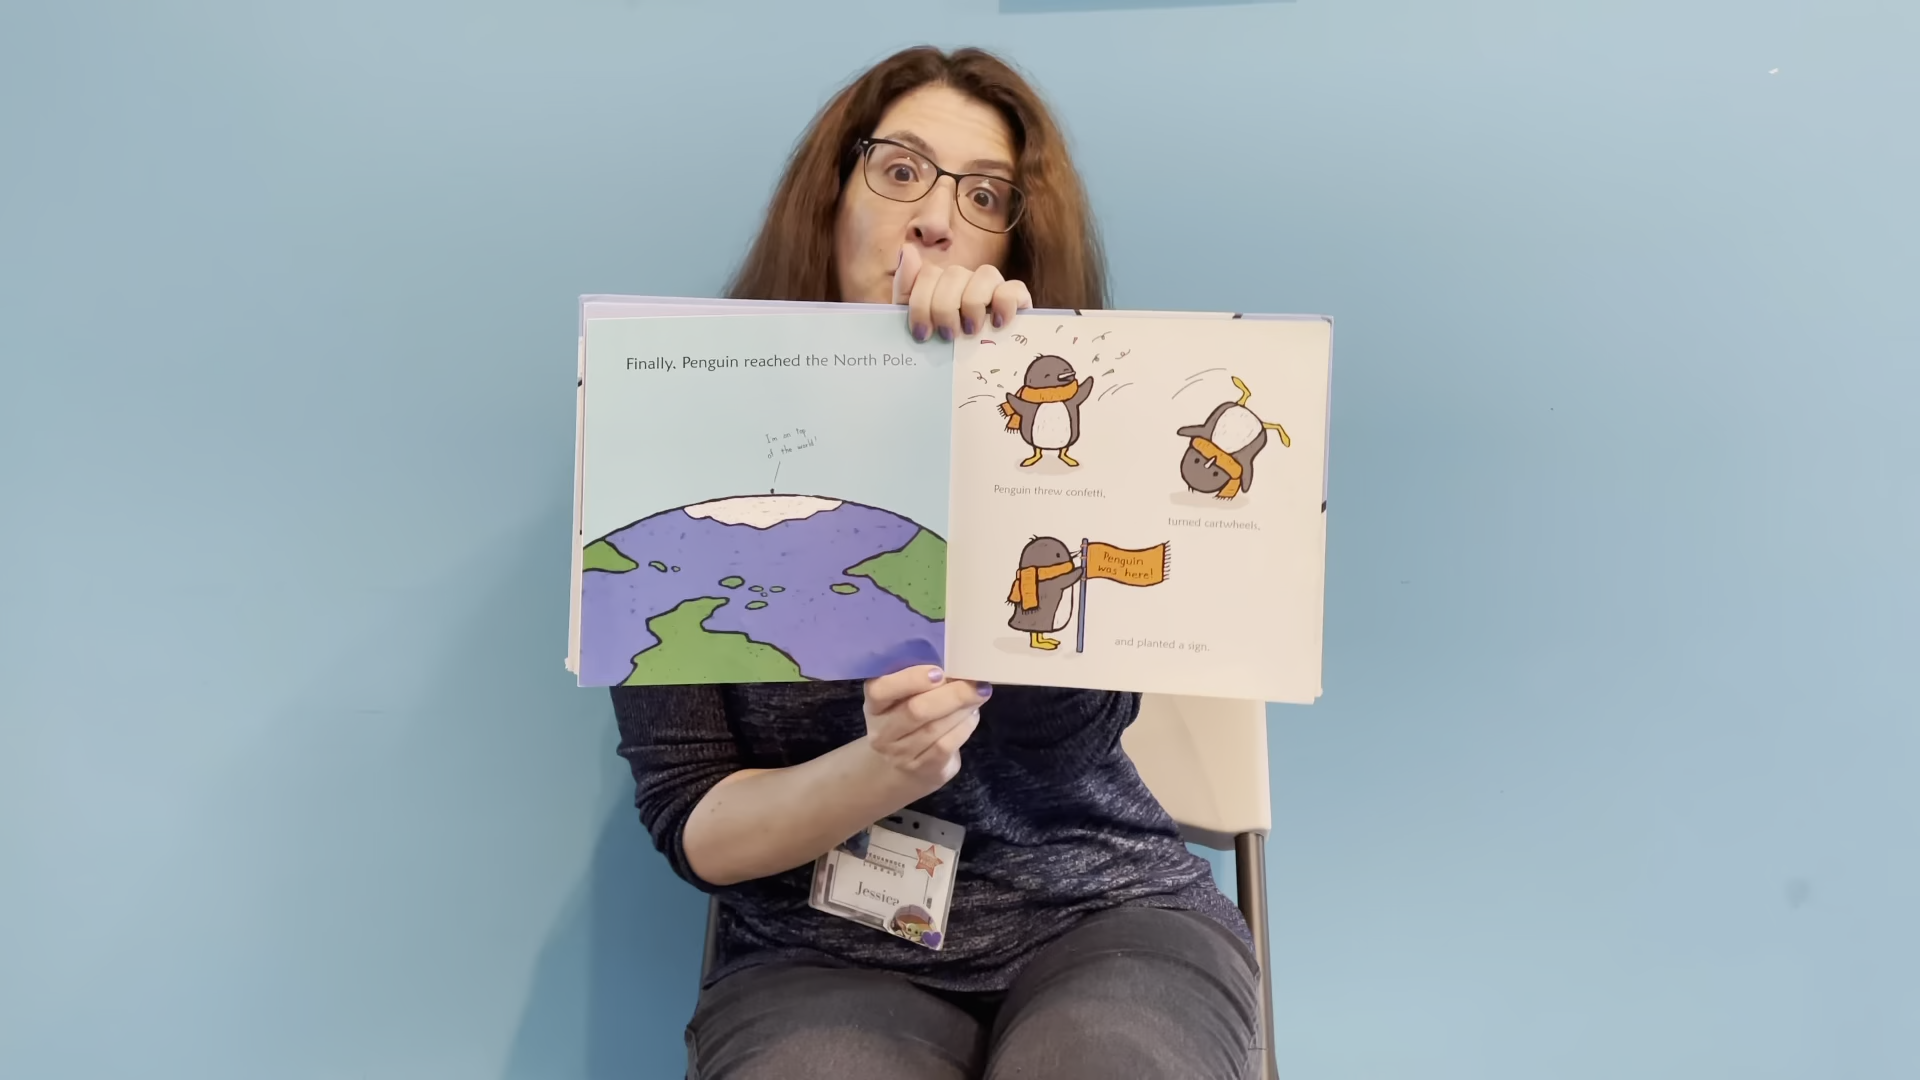 Finally, Penguin reached the North Pole.
I'm on top
of the world!
Penguin threw confetti,
turned cartwheels,
Penguin
was here!
and planted a sign.
LIBRARY
Jessica